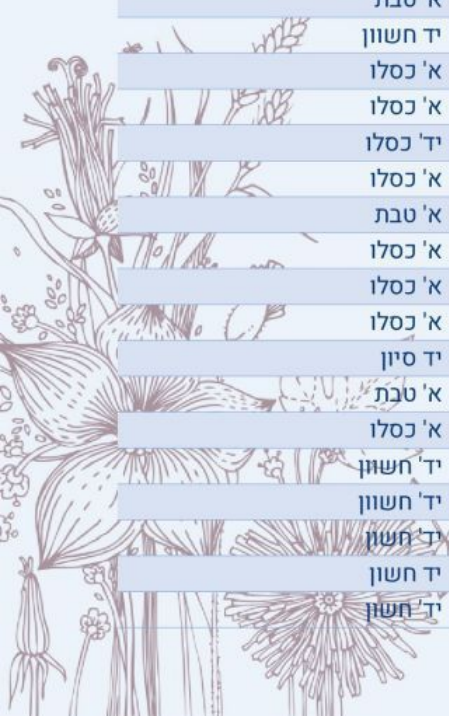 א' טבת
יד חשוון
א' כסלו
א' כסלו
יד' כסלו
א' כסלו
א' טבת
א' כסלו
א' כסלו
א' כסלו
יד סיון
א' טבת
א' כסלו
יד' חשוון
יד' חשוון
יד' חשון
יד חשון
יד' חשון